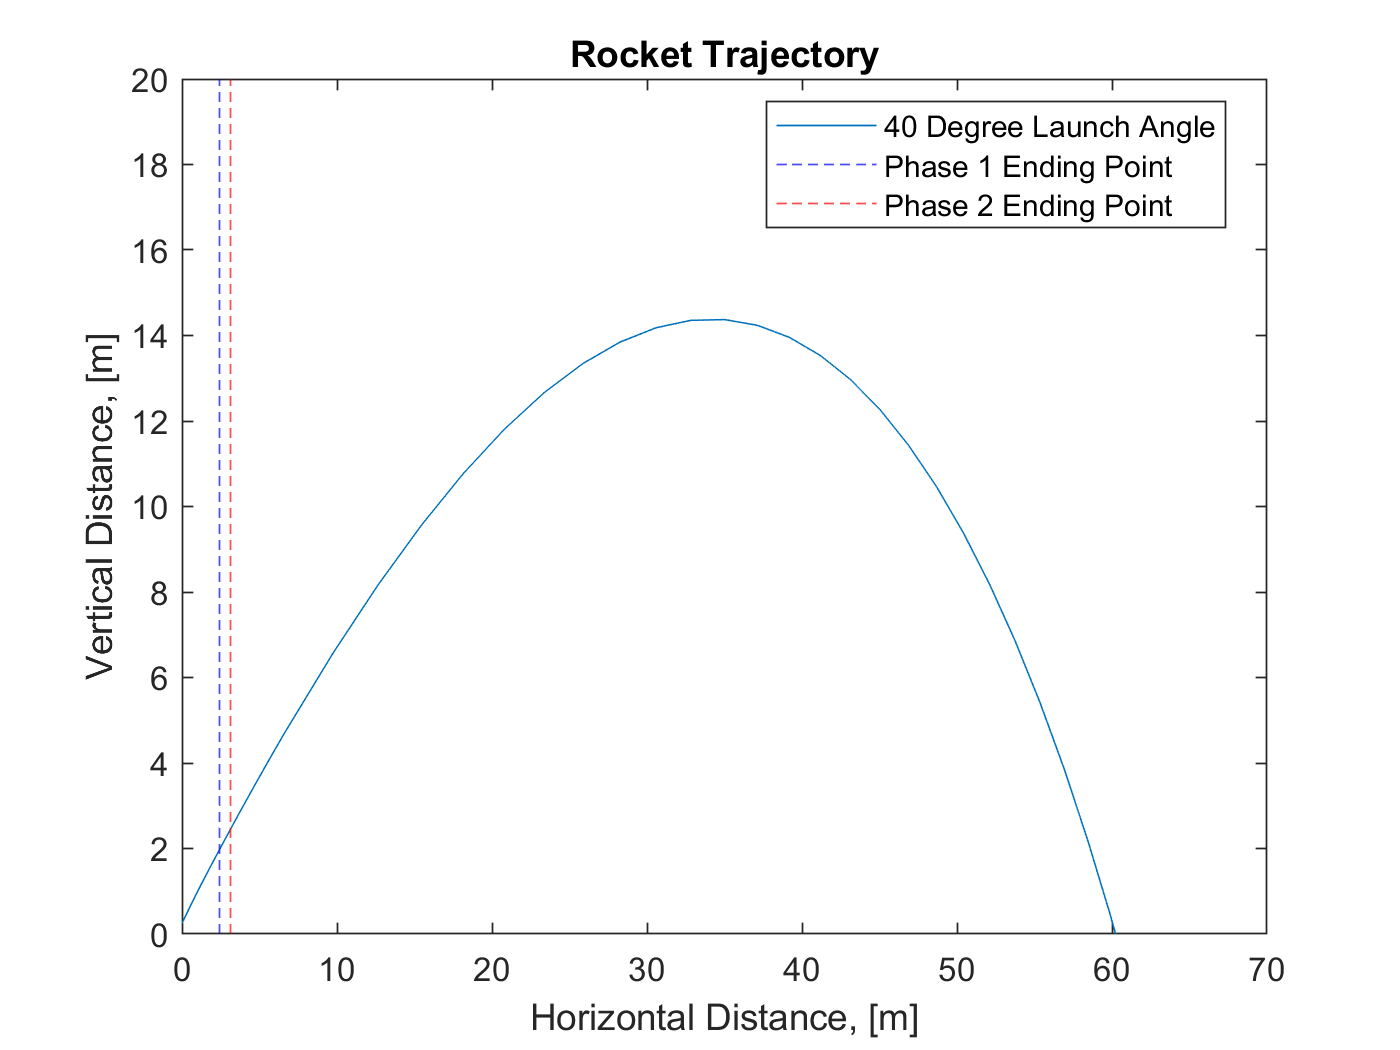 Rocket Trajectory
40 Degree Launch Angle
Phase 1 Ending Point
Phase 2 Ending Point
Vertical Distance, [m]
20
18
16
14
12
10
8
6
4
2
0
0 10 20 30 40 50 60 70
Horizontal Distance, [m]